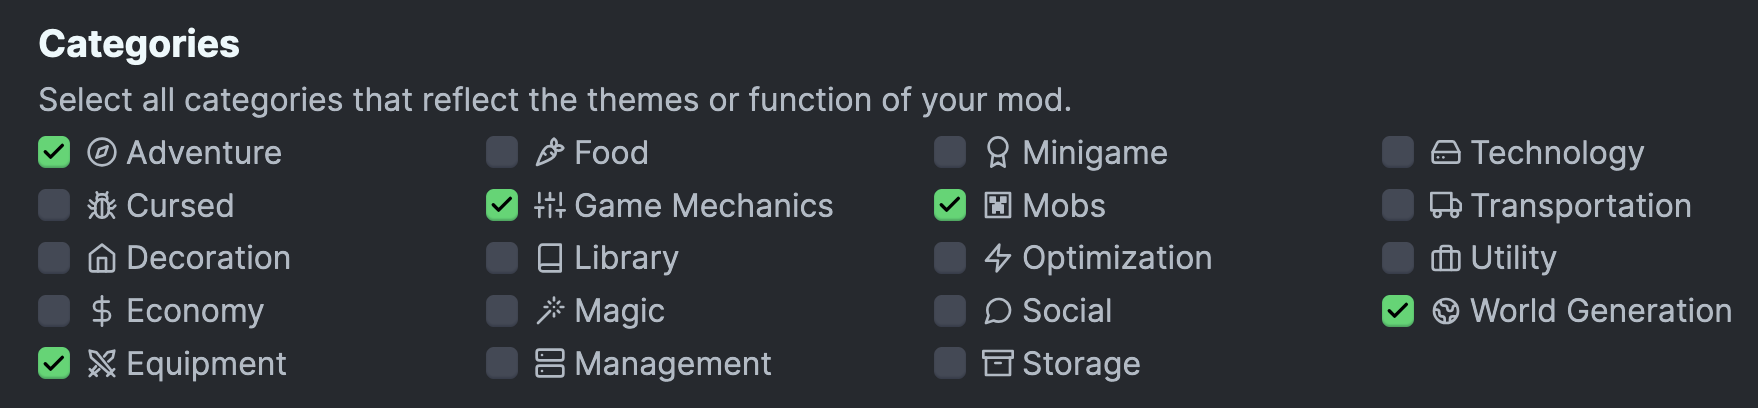 Categories
Select all categories that reflect the themes or function of your mod.
Adventure
Cursed
Decoration
Economy
Equipment
Food
Game Mechanics
Library
Magic
Management
Minigame
Mobs
Optimization
Social
Storage
Technology
Transportation
Utility
World Generation